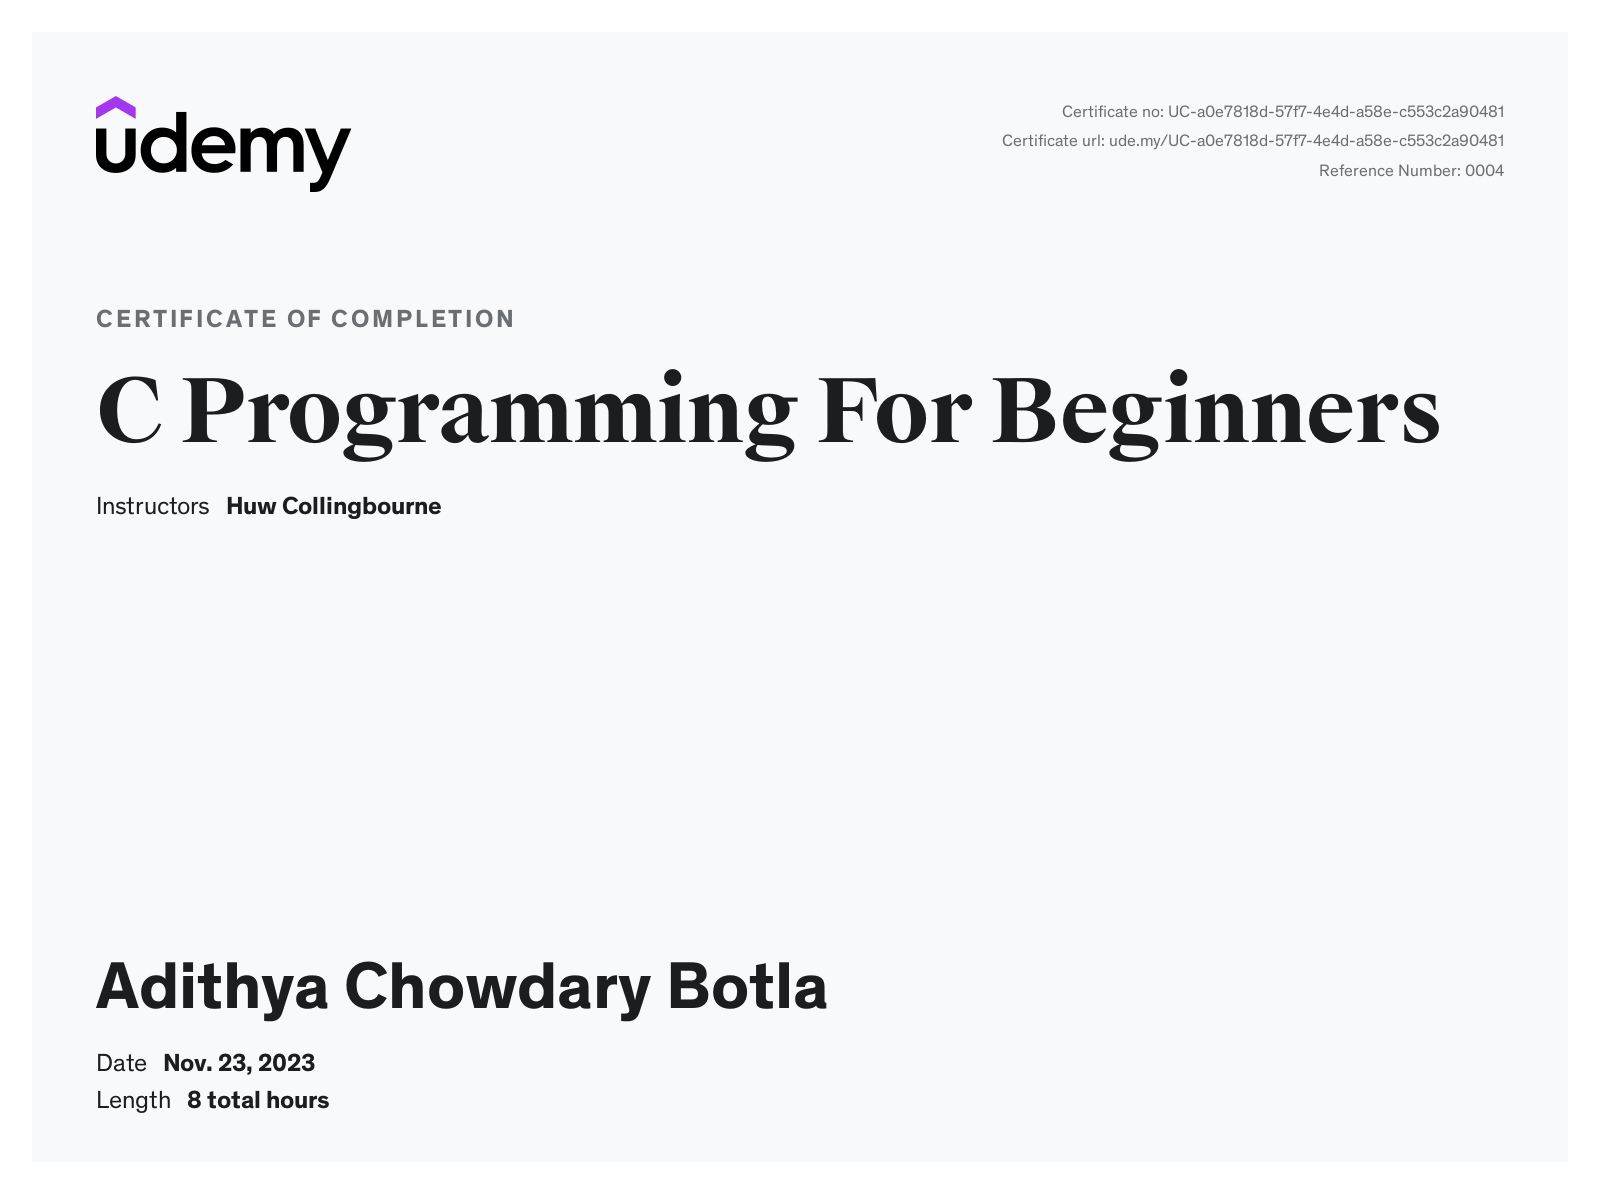 udemy
Certificate no: UC-a0e7818d-57f7-4e4d-a58e-c553c2a90481
Certificate url: ude.my/UC-a0e7818d-57f7-4e4d-a58e-c553c2a90481
Reference Number: 0004
CERTIFICATE OF COMPLETION
C Programming For Beginners
Instructors Huw Collingbourne
Adithya Chowdary Botla
Date Nov. 23, 2023
Length 8 total hours